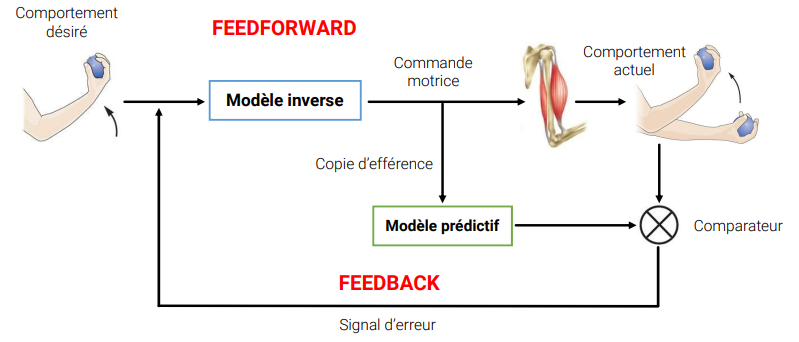 Comportement
désiré
FEEDFORWARD
Modèle inverse
Commande
motrice
Comportement
actuel
Copie d’efférence
Modèle prédictif
Comparateur
FEEDBACK
Signal d’erreur